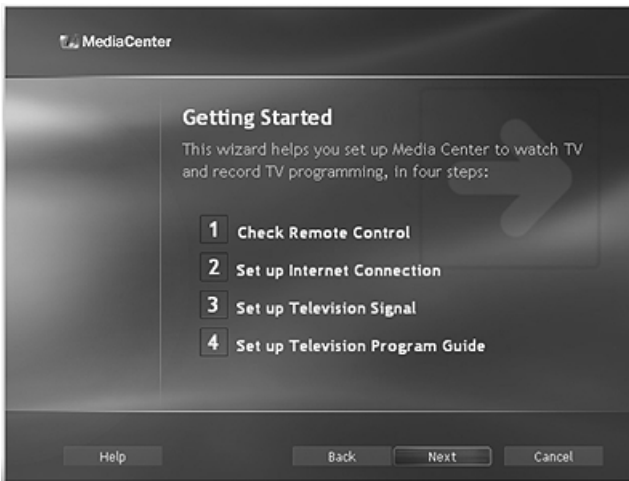 MediaCenter
Getting Started
This wizard helps you set up Media Center to watch TV
and record TV programming, in four steps:
1 Check Remote Control
2 Set up Internet Connection
3 Set up Television Signal
4 Set up Television Program Guide
Help Back Next Cancel